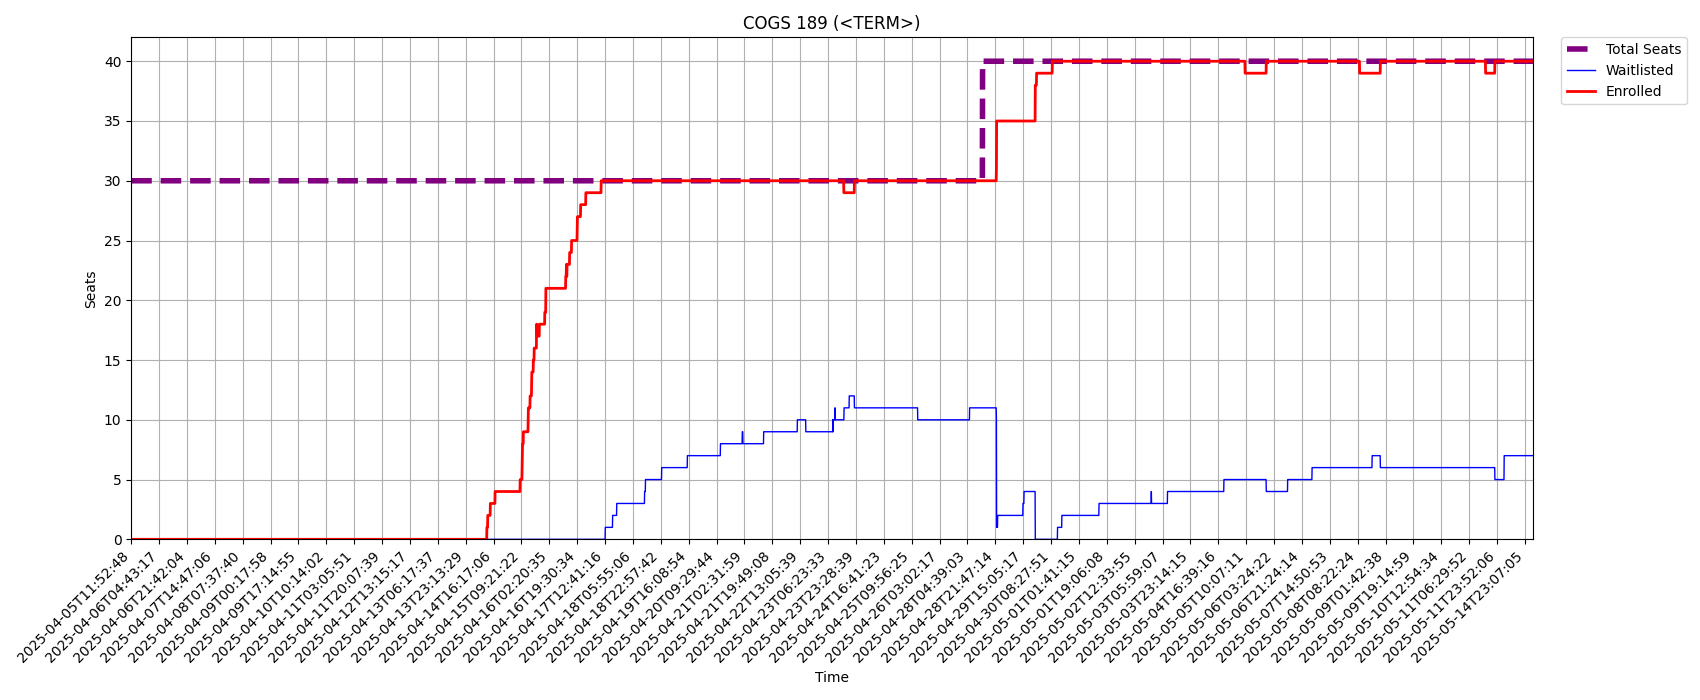 COGS 189 (<TERM>)
Total Seats
Waitlisted
Enrolled
Seats
40
35
30
25
20
15
10
5
0
2025-04-05T11:52:48
2025-04-06T04:43:17
2025-04-06T21:42:04
2025-04-07T14:47:06
2025-04-08T07:37:40
2025-04-09T00:17:58
2025-04-09T17:14:55
2025-04-10T10:14:02
2025-04-11T03:05:51
2025-04-11T20:07:39
2025-04-12T13:15:17
2025-04-13T06:17:37
2025-04-13T23:13:29
2025-04-14T16:17:06
2025-04-15T09:21:22
2025-04-16T02:20:35
2025-04-16T19:30:34
2025-04-17T12:41:16
2025-04-18T05:55:06
2025-04-18T22:57:42
2025-04-19T16:08:54
2025-04-20T09:29:44
2025-04-21T02:31:59
2025-04-21T19:49:08
2025-04-22T13:05:39
2025-04-23T06:23:33
2025-04-23T23:28:39
2025-04-24T16:41:23
2025-04-25T09:56:25
2025-04-26T03:02:17
2025-04-28T04:39:03
2025-04-28T21:47:14
2025-04-29T15:05:17
2025-04-30T08:27:51
2025-05-01T01:41:15
2025-05-01T19:06:08
2025-05-02T12:33:55
2025-05-03T05:59:07
2025-05-03T23:14:15
2025-05-04T16:39:16
2025-05-05T10:07:11
2025-05-06T03:24:22
2025-05-06T21:24:14
2025-05-07T14:50:53
2025-05-08T08:22:24
2025-05-09T01:42:38
2025-05-09T19:14:59
2025-05-10T12:54:34
2025-05-11T06:29:52
2025-05-11T23:52:06
2025-05-14T23:07:05
Time